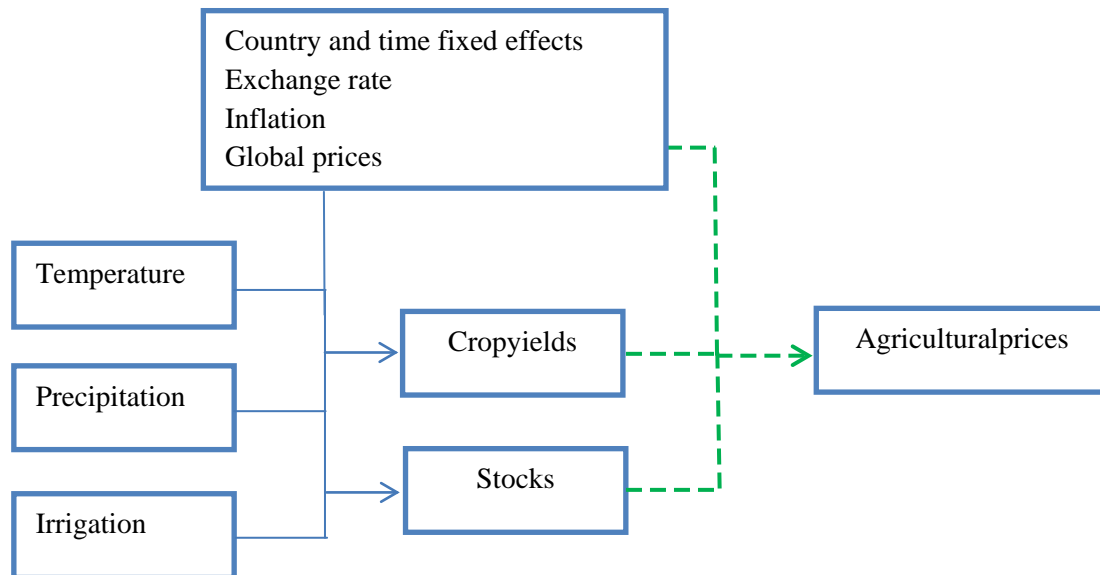 Country and time fixed effects
Exchange rate
Inflation
Global prices
Temperature
Precipitation
Irrigation
Cropyields
Stocks
Agriculturalprices